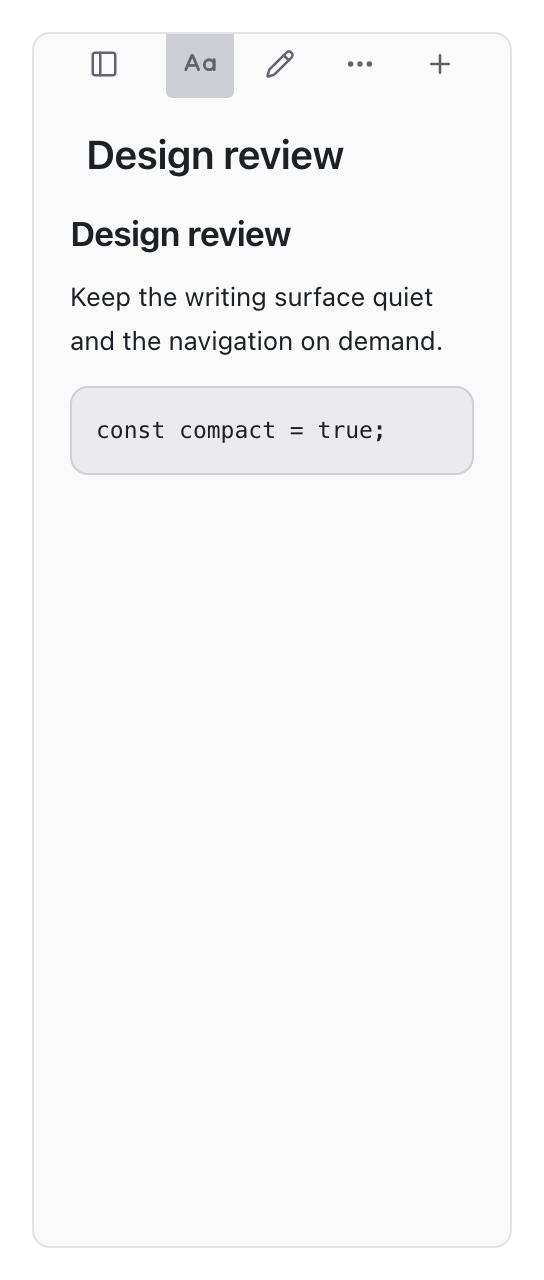 Aa
Design review
Design review
Keep the writing surface quiet
and the navigation on demand.
const compact = true;